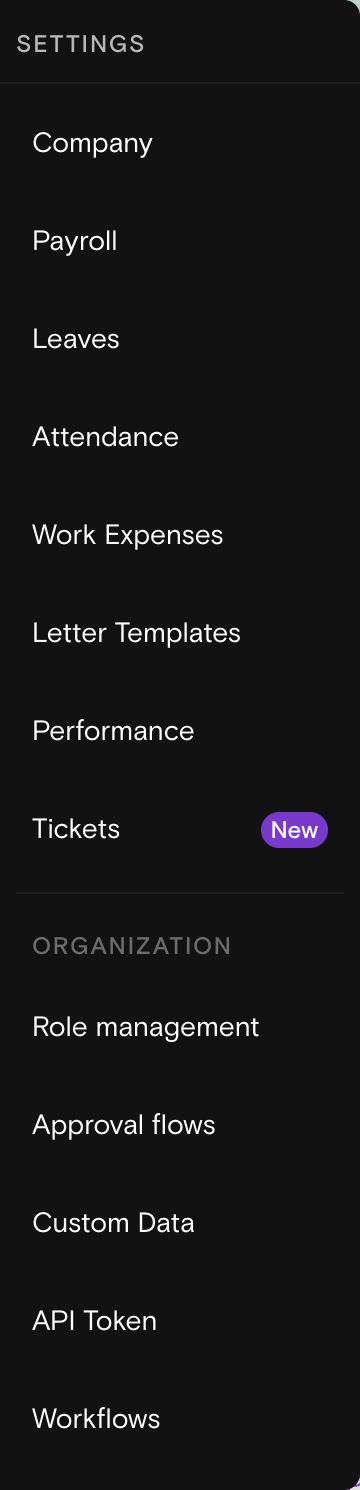 SETTINGS
Company
Payroll
Leaves
Attendance
Work Expenses
Letter Templates
Performance
Tickets New
ORGANIZATION
Role management
Approval flows
Custom Data
API Token
Workflows